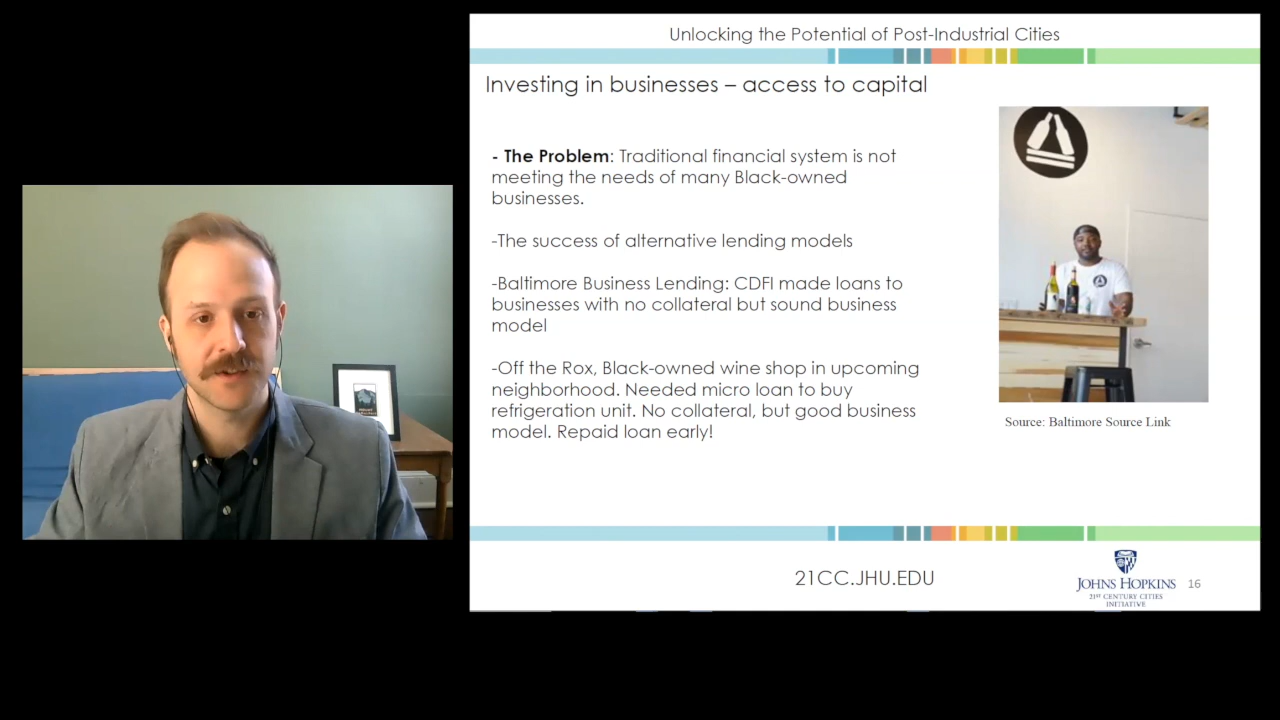 Unlocking the Potential of Post-Industrial Cities
Investing in businesses – access to capital
- The Problem: Traditional financial system is not
meeting the needs of many Black-owned
businesses.
-The success of alternative lending models
-Baltimore Business Lending: CDFI made loans to
businesses with no collateral but sound business
model
-Off the Rox, Black-owned wine shop in upcoming
neighborhood. Needed micro loan to buy
refrigeration unit. No collateral, but good business
model. Repaid loan early!
Source: Baltimore Source Link
21CC.JHU.EDU
JOHNS HOPKINS
21ST CENTURY CITIES
INITIATIVE
16